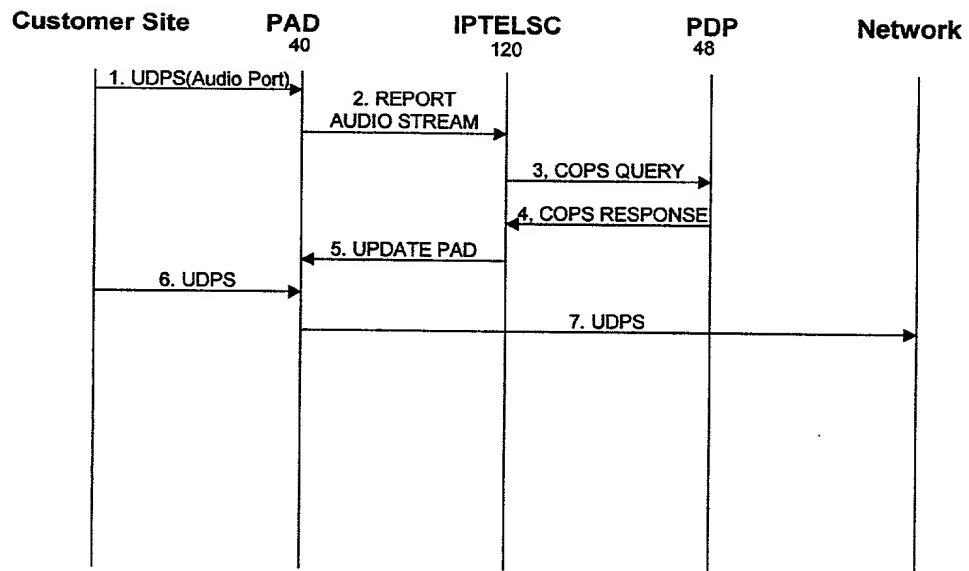 Customer Site PAD IPTELSC PDP Network
40 120 48
1. UDPS(Audio Port)
2. REPORT
AUDIO STREAM
3, COPS QUERY
4, COPS RESPONSE
5. UPDATE PAD
6. UDPS
7. UDPS